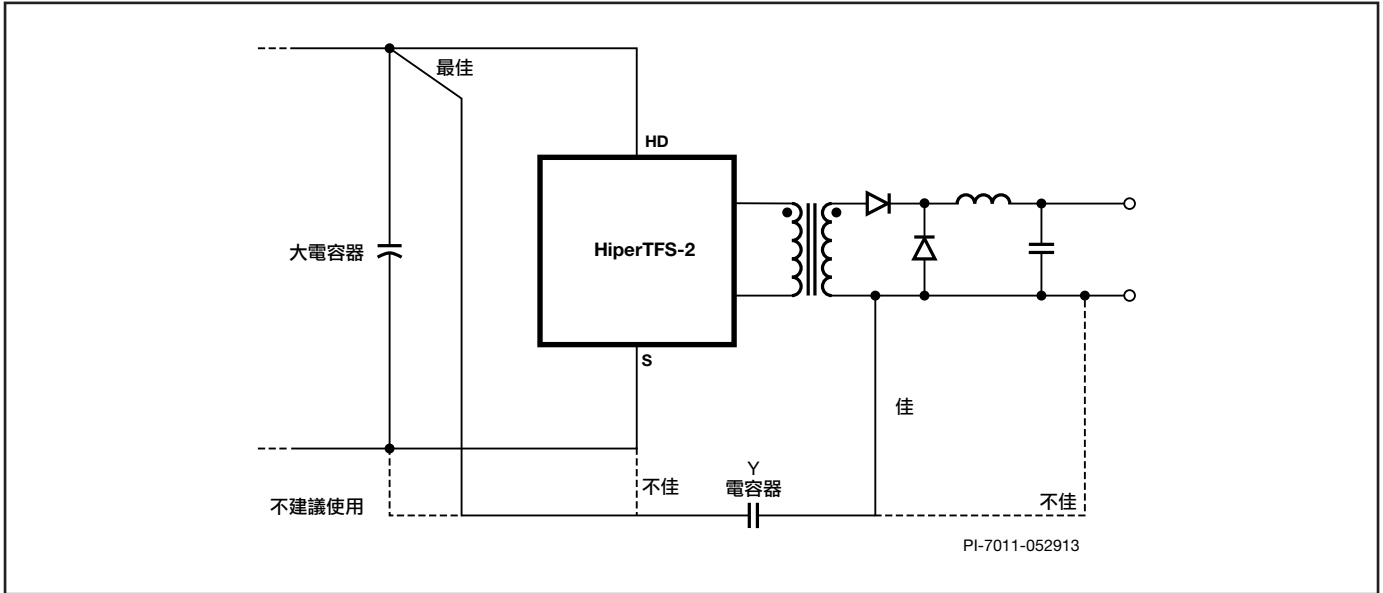 最佳
HD
大電容器
HiperTFS-2
S
佳
不建議使用
不佳
Y
電容器
不佳
PI-7011-052913